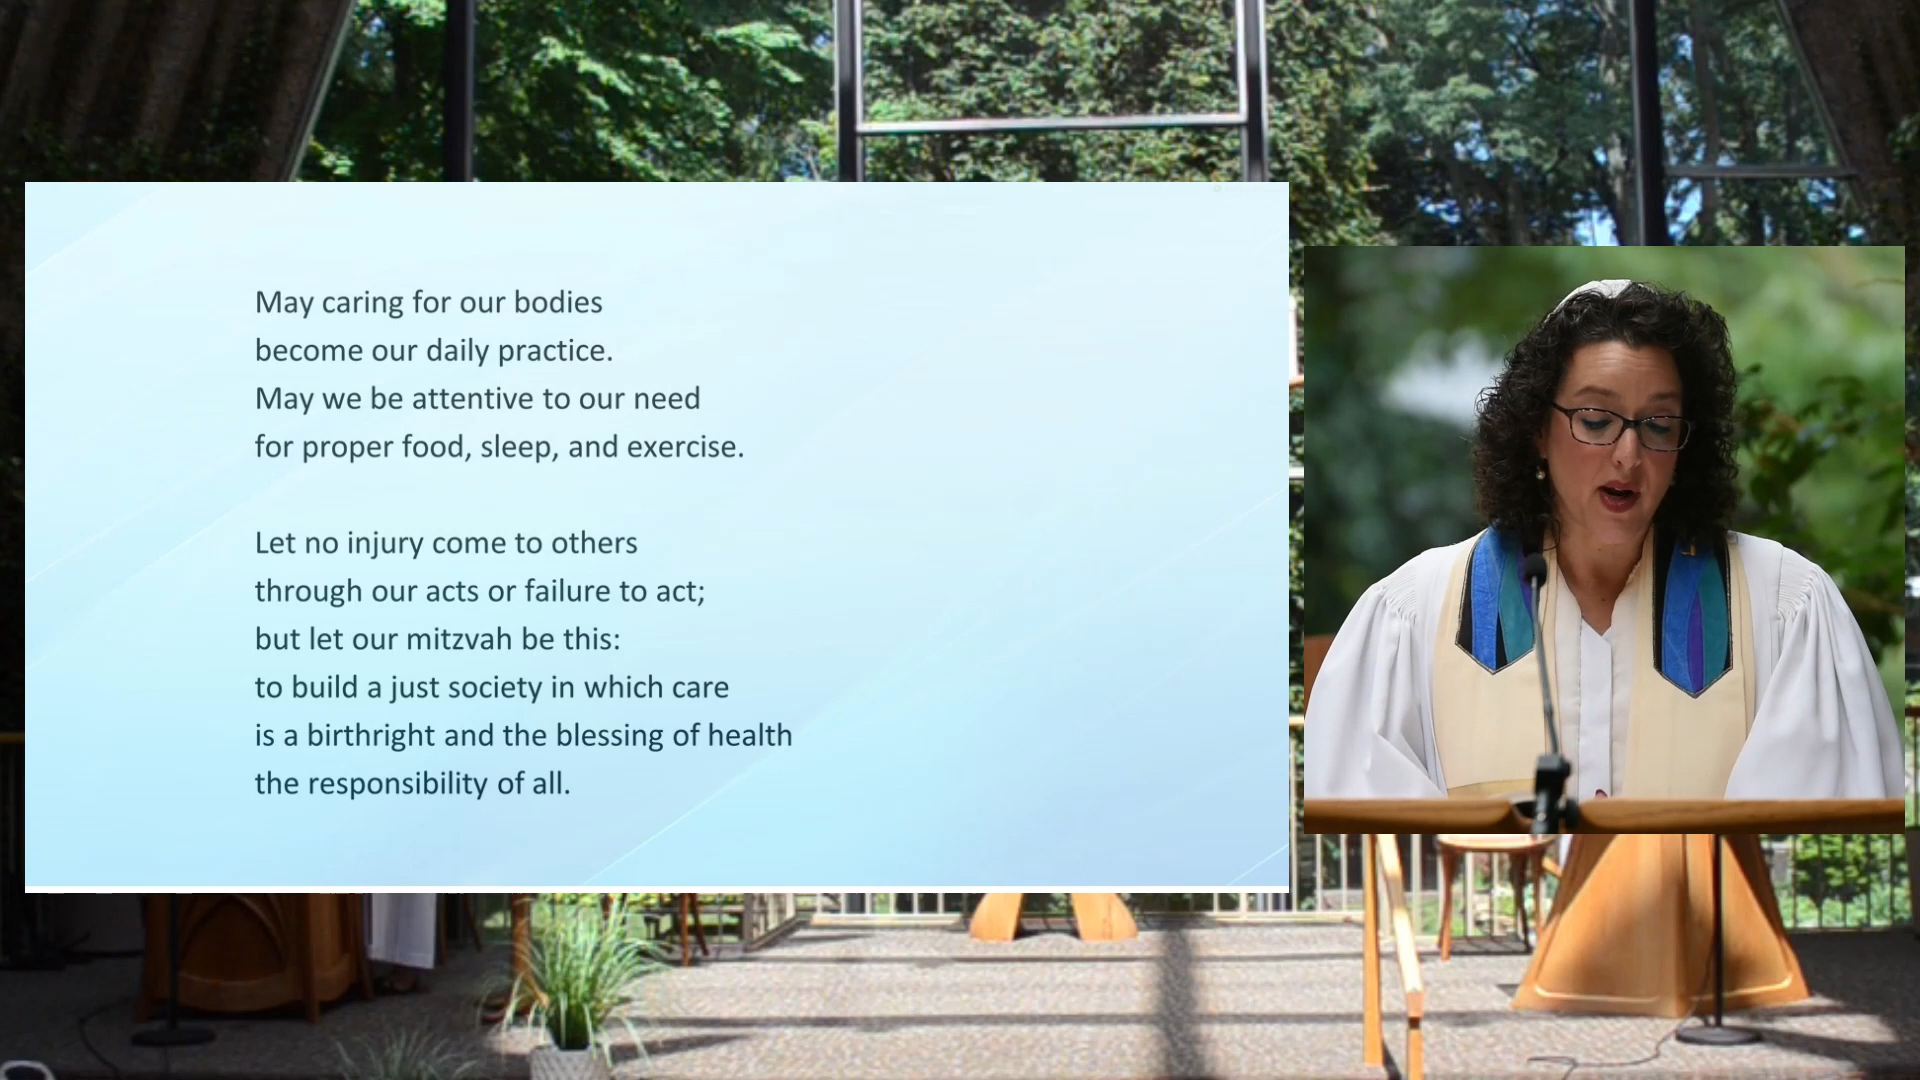 May caring for our bodies
become our daily practice.
May we be attentive to our need
for proper food, sleep, and exercise.
Let no injury come to others
through our acts or failure to act;
but let our mitzvah be this:
to build a just society in which care
is a birthright and the blessing of health
the responsibility of all.